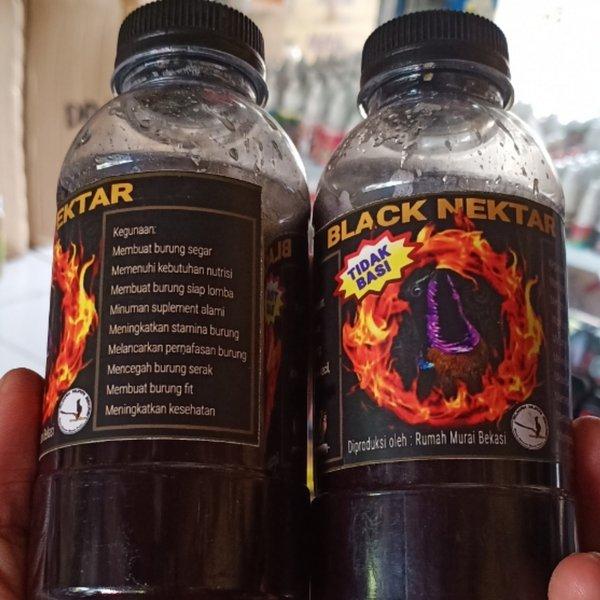 NEKTAR
Kegunaan:
Membuat burung segar
Memenuhi kebutuhan nutrisi
Membuat burung siap lomba
Minuman suplement alami
Meningkatkan stamina burung
Melancarkan pernafasan burung
Mencegah burung serak
Membuat burung fit
Meningkatkan kesehatan
BLACK NEKTAR
TIDAK
BASI
Diproduksi oleh : Rumah Murai Bekasi